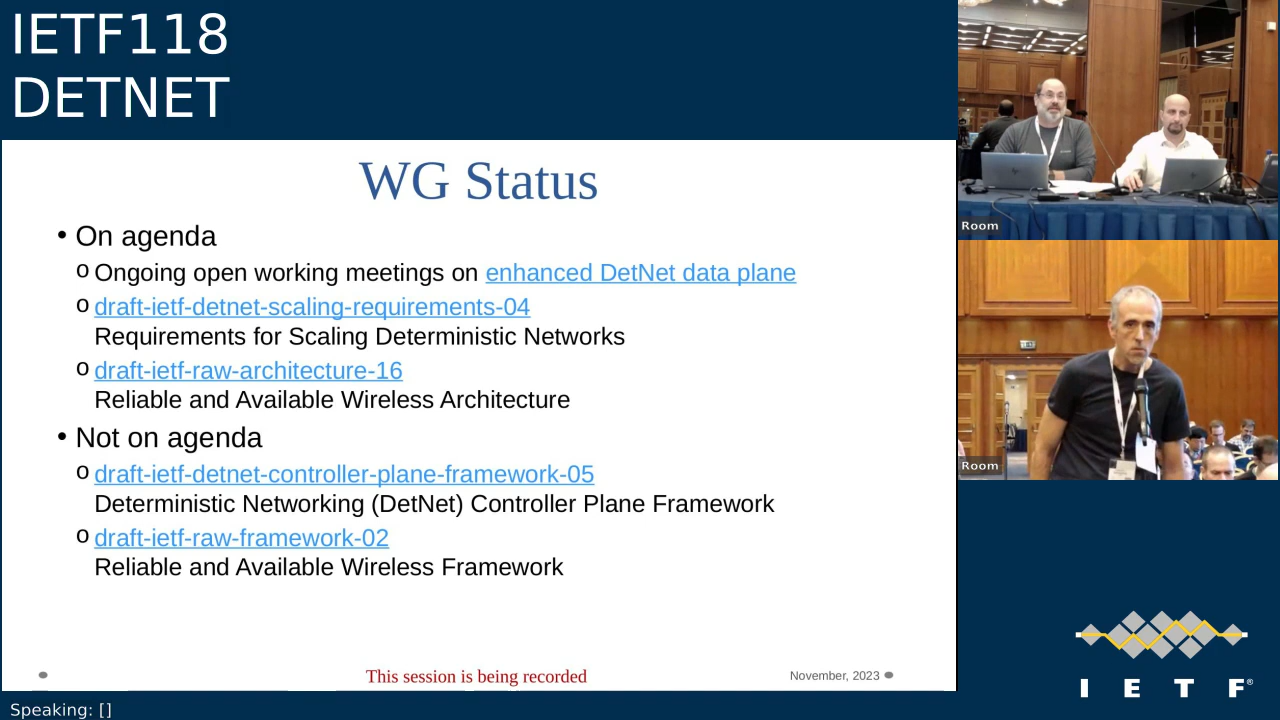 IETF118
DETNET
WG Status
• On agenda
o Ongoing open working meetings on enhanced DetNet data plane
o draft-ietf-detnet-scaling-requirements-04
Requirements for Scaling Deterministic Networks
o draft-ietf-raw-architecture-16
Reliable and Available Wireless Architecture
• Not on agenda
o draft-ietf-detnet-controller-plane-framework-05
Deterministic Networking (DetNet) Controller Plane Framework
o draft-ietf-raw-framework-02
Reliable and Available Wireless Framework
This session is being recorded
November, 2023
Speaking: []
Room
Room
I E T F®